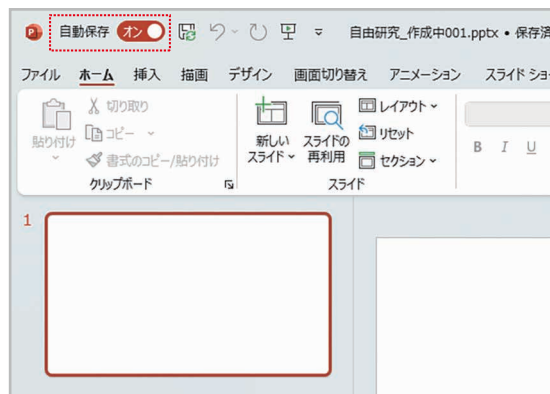 自動保存 オン 自由研究_作成中001.pptx • 保存済
ファイル ホーム 挿入 描画 デザイン 画面切り替え アニメーション スライド ショー
貼り付け
切り取り
コピー
書式のコピー/貼り付け
クリップボード
新しい
スライド
スライドの
再利用
レイアウト
リセット
セクション
スライド
B I U
1